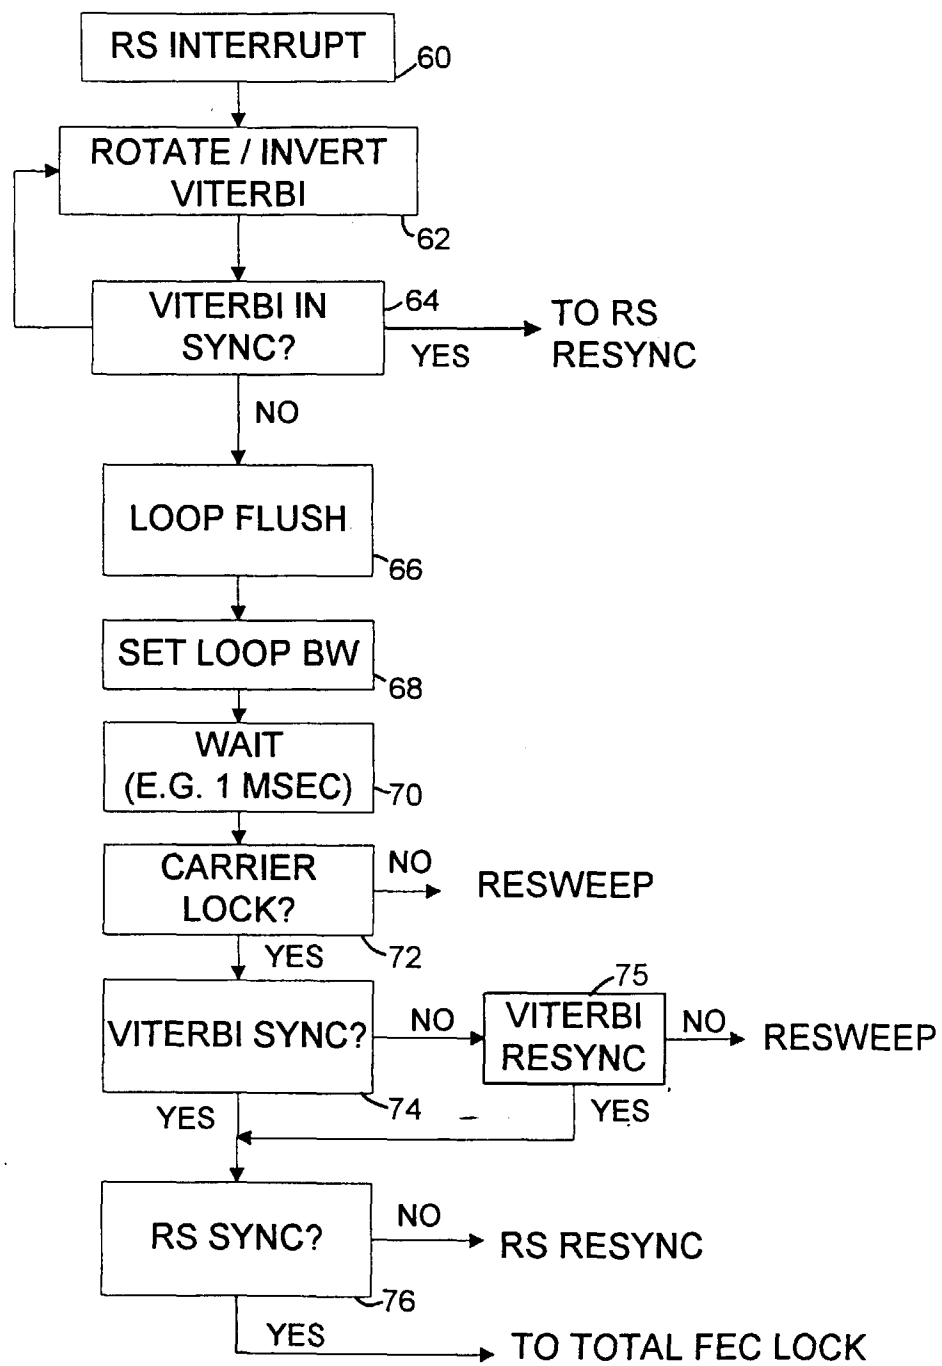 RS INTERRUPT
60
ROTATE / INVERT
VITERBI
62
VITERBI IN
SYNC?
64
YES
TO RS
RESYNC
NO
LOOP FLUSH
66
SET LOOP BW
68
WAIT
(E.G. 1 MSEC)
70
CARRIER
LOCK?
NO
RESWEEP
72
YES
VITERBI SYNC?
NO
75
VITERBI
RESYNC
NO
RESWEEP
74
YES
YES
RS SYNC?
NO
RS RESYNC
76
YES
TO TOTAL FEC LOCK